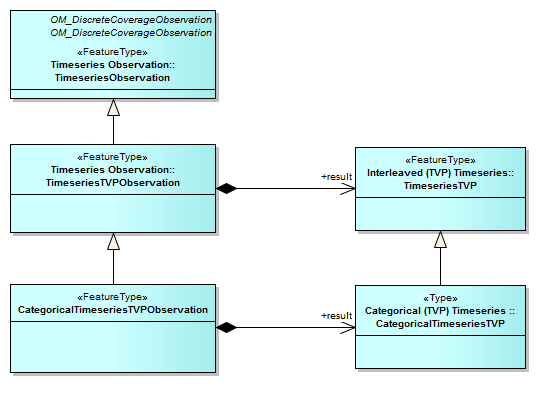 OM_DiscreteCoverageObservation
OM_DiscreteCoverageObservation
«FeatureType»
Timeseries Observation::
TimeseriesObservation
«FeatureType»
Timeseries Observation::
TimeseriesTVPObservation
+result
«FeatureType»
Interleaved (TVP) Timeseries::
TimeseriesTVP
«FeatureType»
CategoricalTimeseriesTVPObservation
+result
«Type»
Categorical (TVP) Timeseries ::
CategoricalTimeseriesTVP